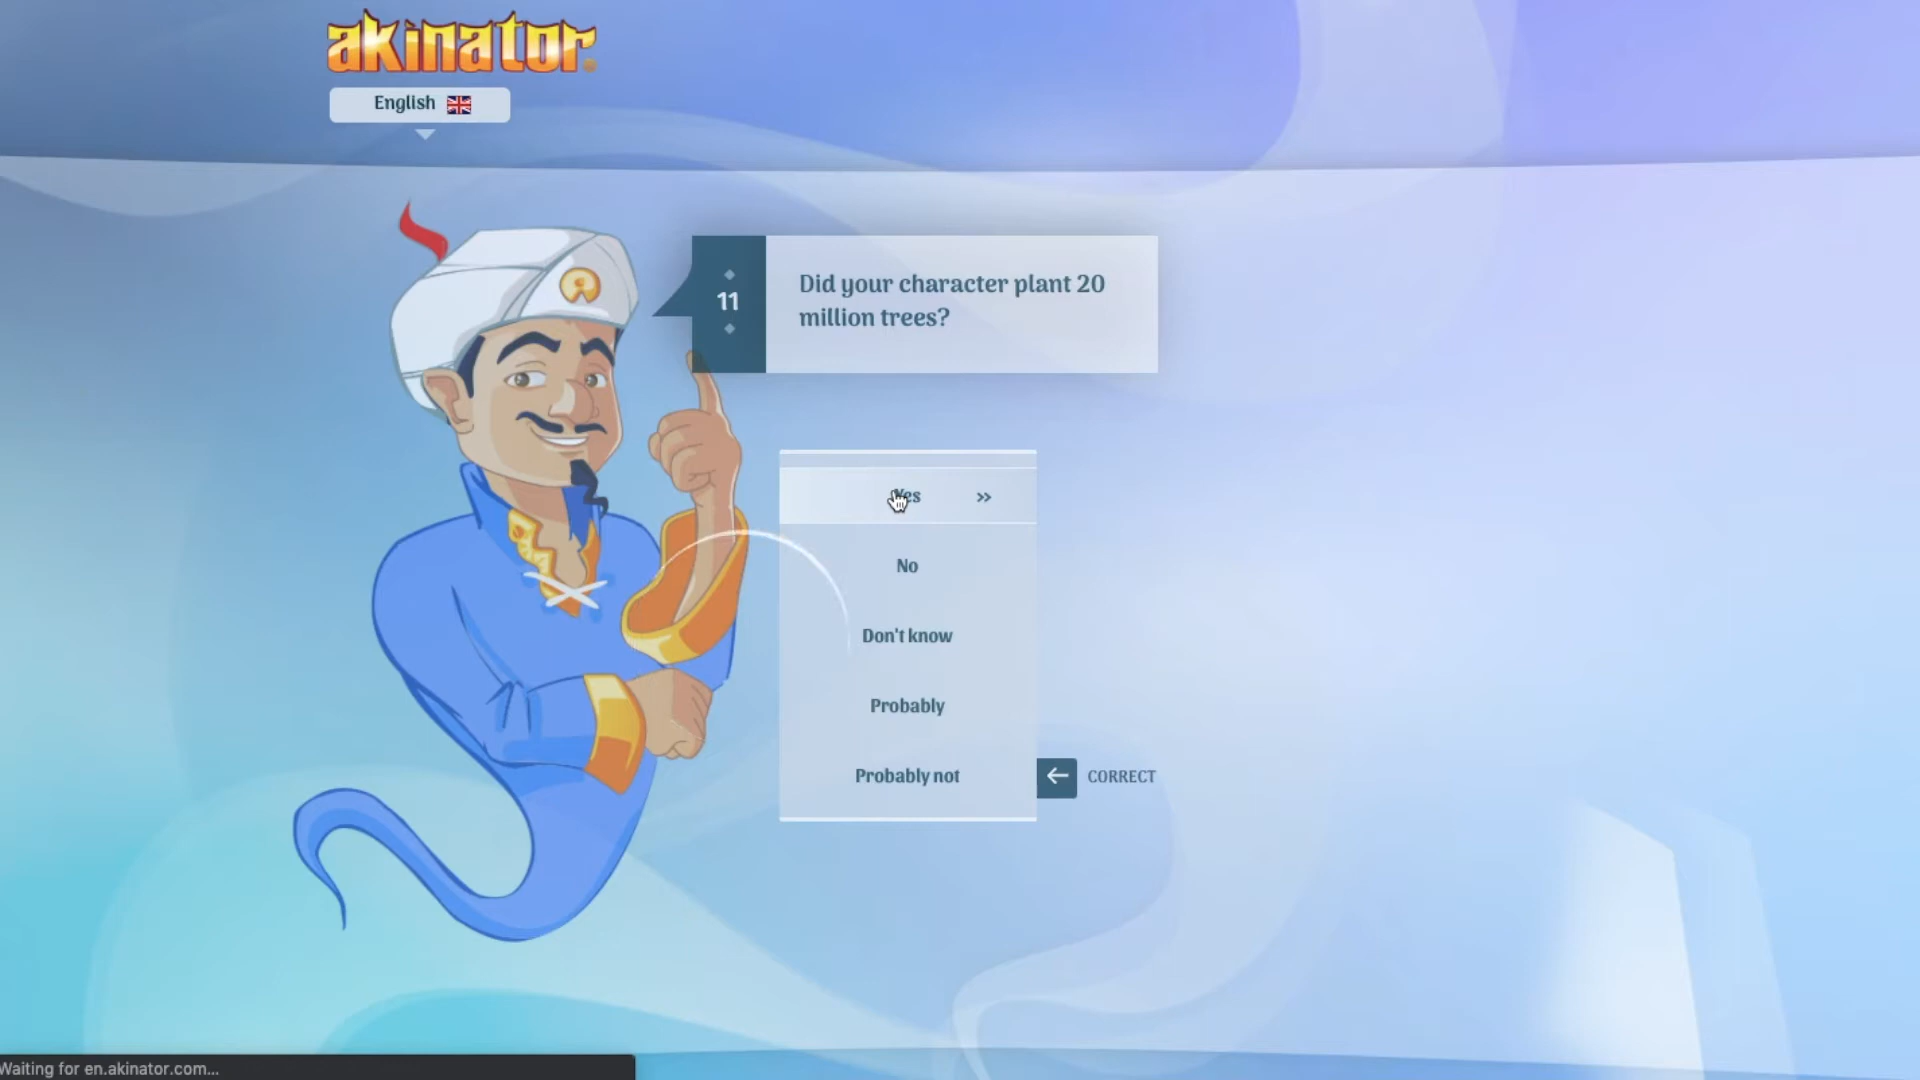 akinator.
English
11
Did your character plant 20
million trees?
Yes
No
Don't know
Probably
Probably not
CORRECT
Waiting for en.akinator.com...